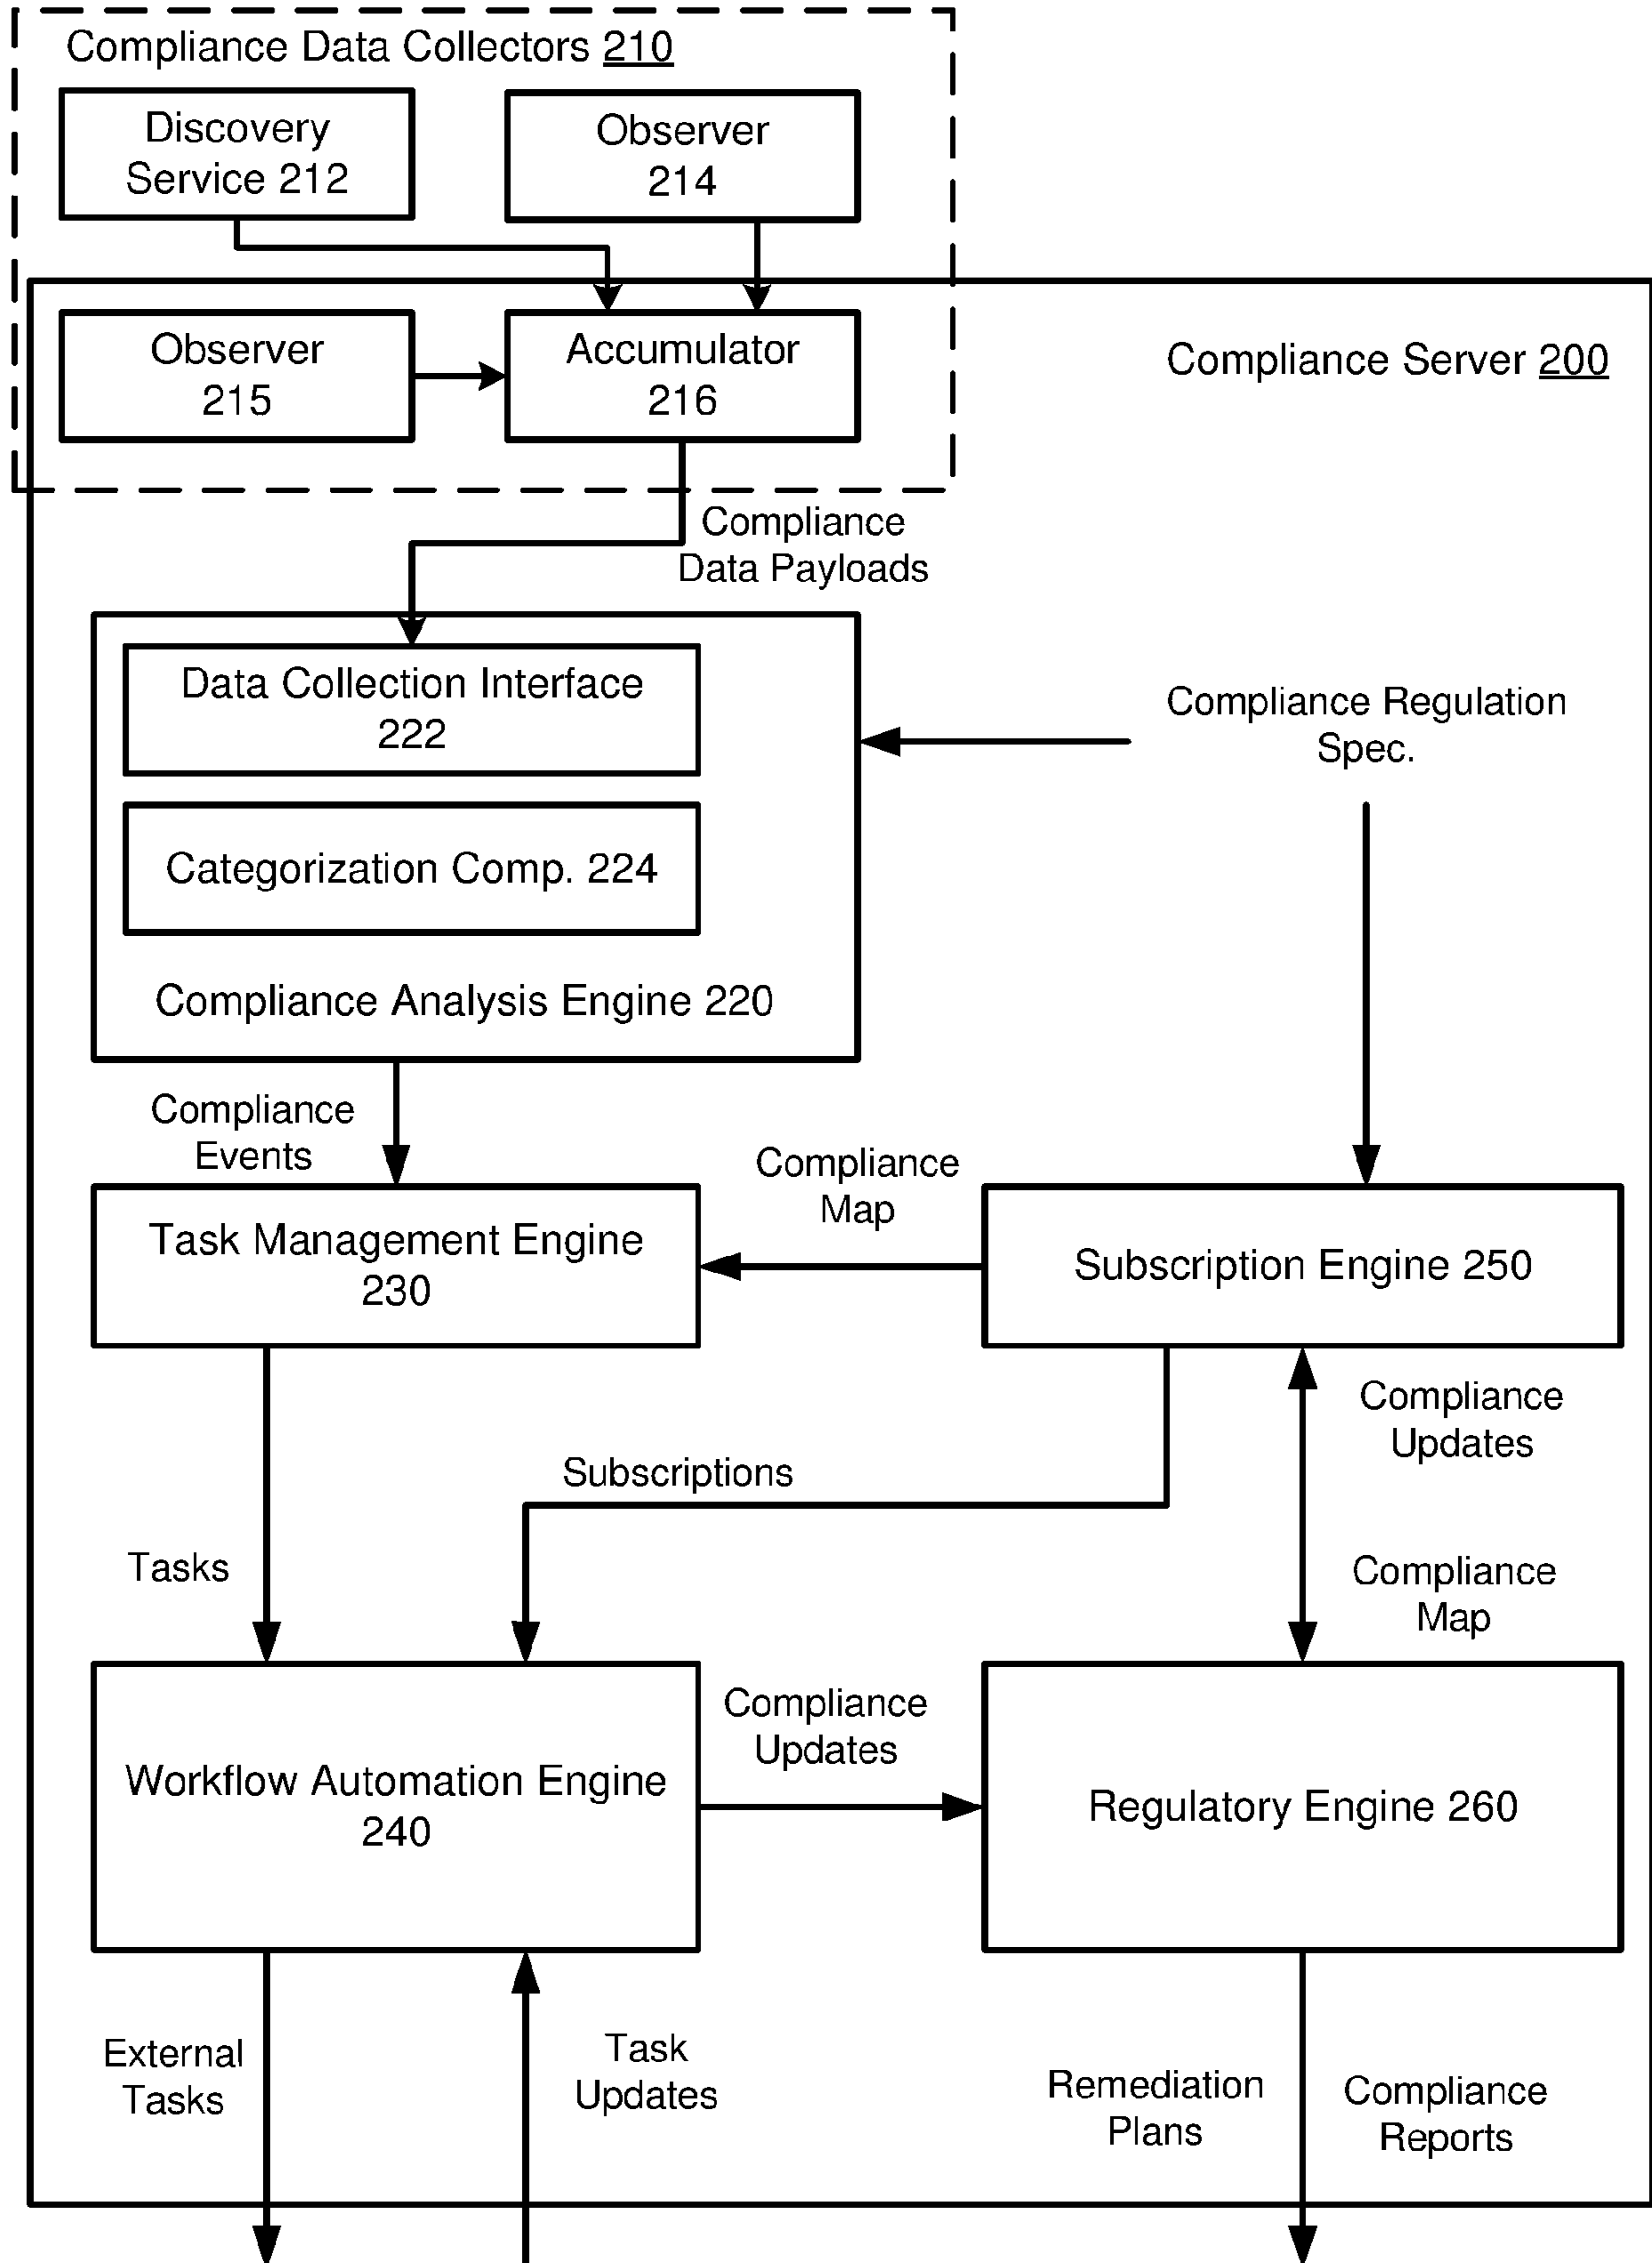 Compliance Data Collectors 210
Discovery
Service 212
Observer
214
Observer
215
Accumulator
216
Compliance Server 200
Compliance
Data Payloads
Data Collection Interface
222
Compliance Regulation
Spec.
Categorization Comp. 224
Compliance Analysis Engine 220
Compliance
Events
Compliance
Map
Task Management Engine
230
Subscription Engine 250
Compliance
Updates
Subscriptions
Tasks
Compliance
Map
Compliance
Updates
Workflow Automation Engine
240
Regulatory Engine 260
External
Tasks
Task
Updates
Remediation
Plans
Compliance
Reports